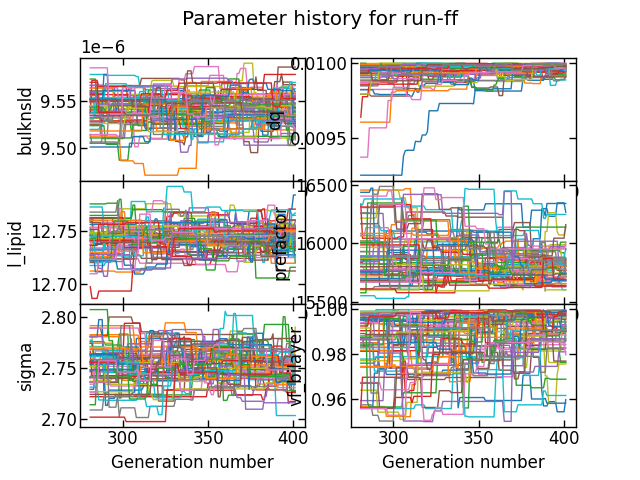 Parameter history for run-ff
1e−6
bulknsld
9.55
9.50
dq
0.0100
0.0095
l_lipid
12.75
12.70
prefactor
16500
16000
15500
sigma
2.80
2.75
2.70
vf_bilayer
1.00
0.98
0.96
300
350
400
300
350
400
Generation number
Generation number